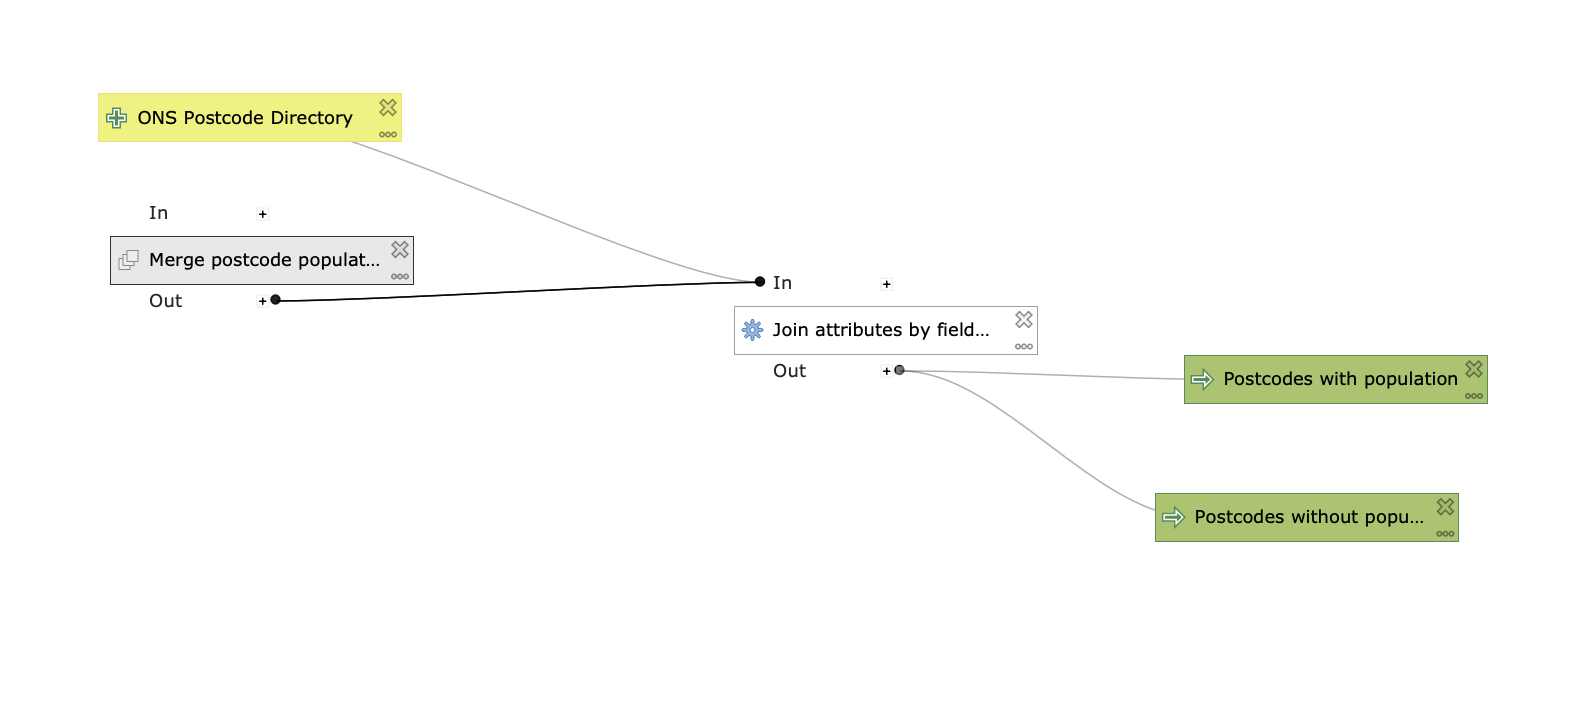 ONS Postcode Directory
In
Merge postcode populat...
Out
In
Join attributes by field...
Out
Postcodes with population
Postcodes without popu...